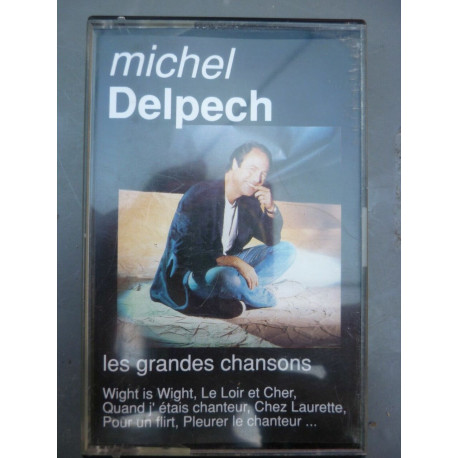 michel
Delpech
les grandes chansons
Wight is Wight, Le Loir et Cher,
Quand j' étais chanteur, Chez Laurette,
Pour un flirt, Pleurer le chanteur ...